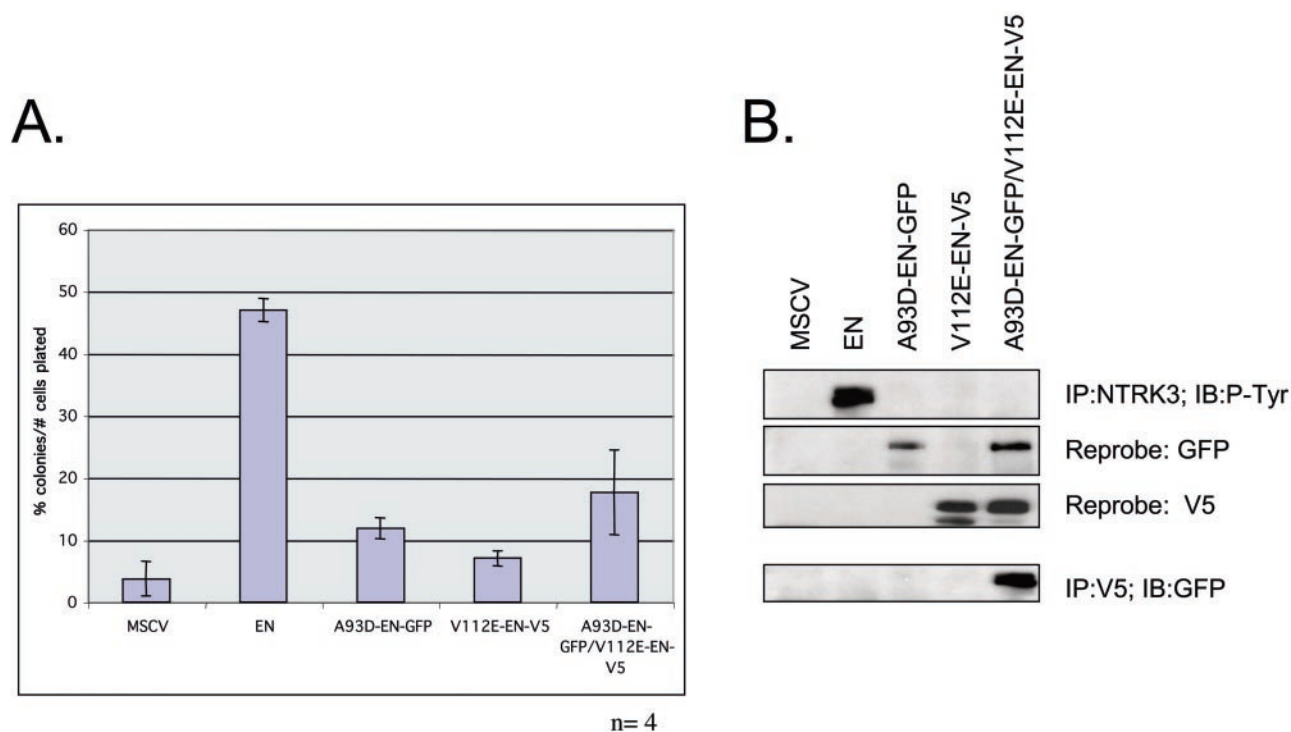 A.
60
50
40
30
20
10
0
% colonies/# cells plated
MSCV
EN
A93D-EN-GFP
V112E-EN-V5
A93D-EN-
GFP/V112E-EN-
V5
n= 4
B.
MSCV
EN
A93D-EN-GFP
V112E-EN-V5
A93D-EN-GFP/V112E-EN-V5
IP:NTRK3; IB:P-Tyr
Reprobe: GFP
Reprobe: V5
IP:V5; IB:GFP